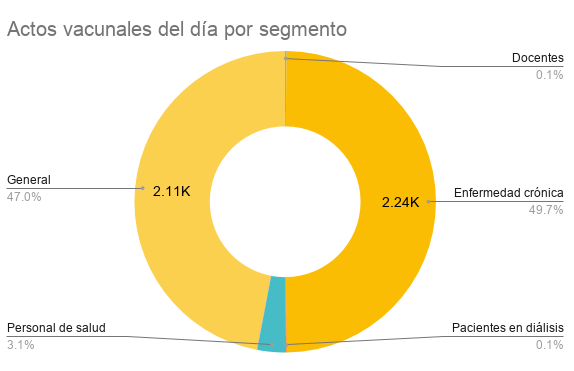 Actos vacunales del día por segmento
Docentes
0.1%
General
47.0%
2.11K
2.24K
Enfermedad crónica
49.7%
Personal de salud
3.1%
Pacientes en diálisis
0.1%